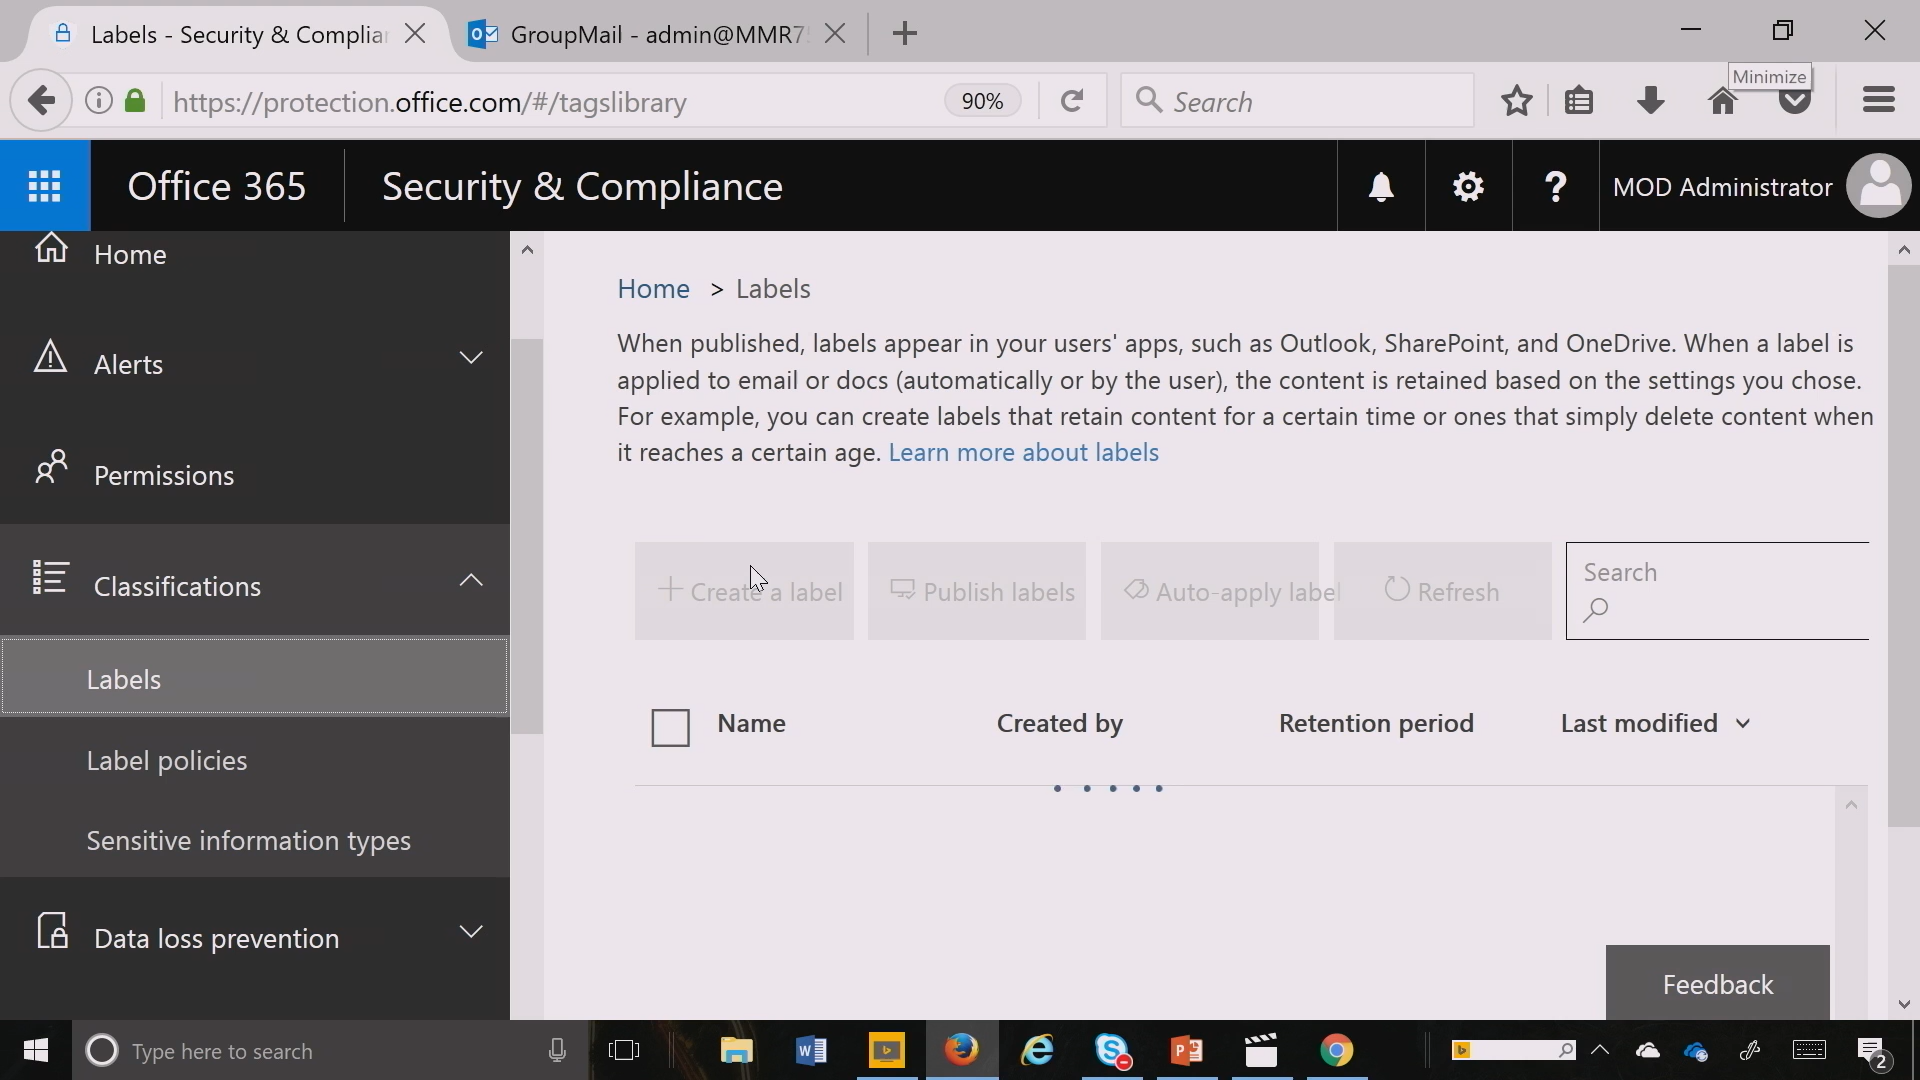 Labels - Security & Complian
GroupMail - admin@MMR7
Minimize
https://protection.office.com/#/tagslibrary
90%
Search
Office 365
Security & Compliance
?
MOD Administrator
Home
Alerts
Permissions
Classifications
Labels
Label policies
Sensitive information types
Data loss prevention
Home > Labels
When published, labels appear in your users' apps, such as Outlook, SharePoint, and OneDrive. When a label is
applied to email or docs (automatically or by the user), the content is retained based on the settings you chose.
For example, you can create labels that retain content for a certain time or ones that simply delete content when
it reaches a certain age. Learn more about labels
Create a label
Publish labels
Auto-apply label
Refresh
Search
Name
Created by
Retention period
Last modified
Feedback
Type here to search
2